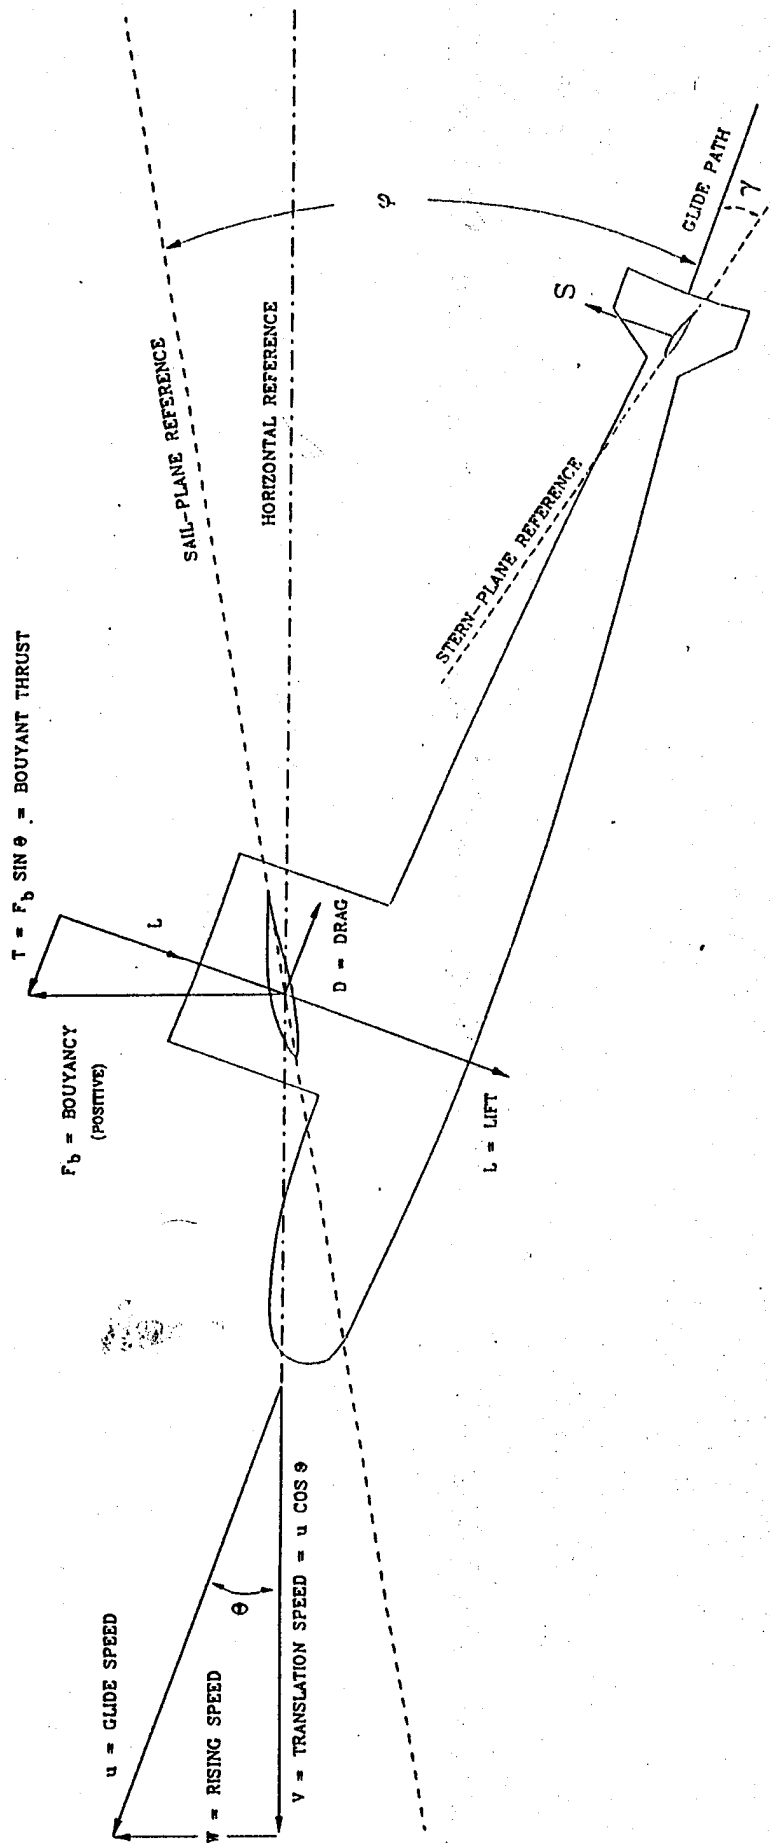 T = F_b SIN θ = BOUYANT THRUST
F_b = BOUYANCY
(POSITIVE)
L
D = DRAG
L = LIFT
u = GLIDE SPEED
W = RISING SPEED
V = TRANSLATION SPEED = u COS θ
θ
SAIL-PLANE REFERENCE
HORIZONTAL REFERENCE
STERN-PLANE REFERENCE
φ
S
GLIDE PATH
γ